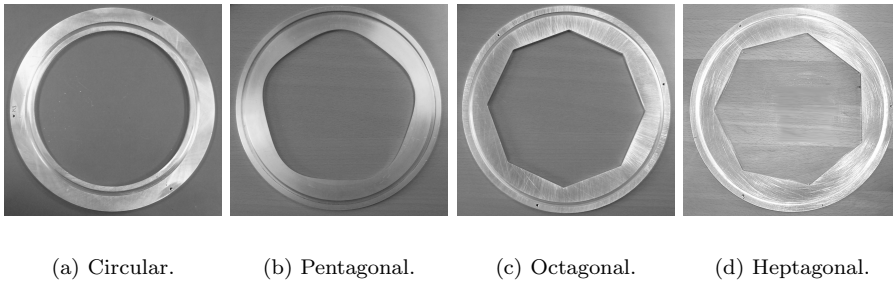 (a) Circular.
(b) Pentagonal.
(c) Octagonal.
(d) Heptagonal.